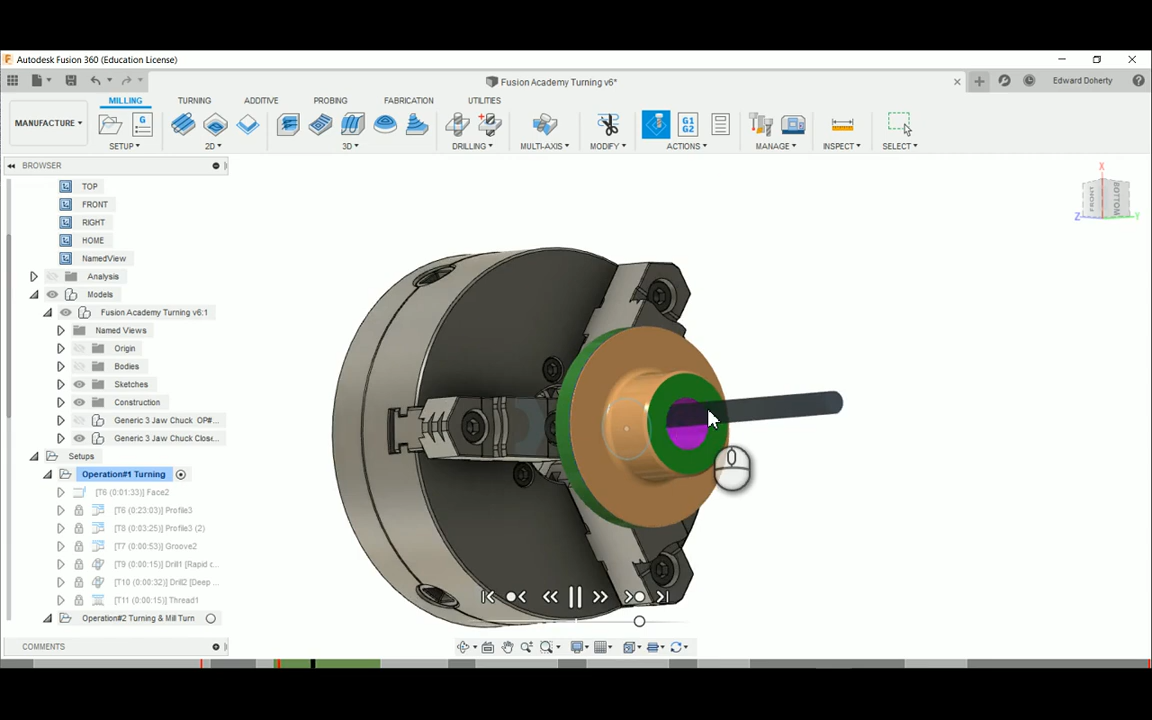 Autodesk Fusion 360 (Education License)
Fusion Academy Turning v6*
Edward Doherty
MILLING TURNING ADDITIVE PROBING FABRICATION UTILITIES
MANUFACTURE
G
G1
G2
SETUP 2D 3D DRILLING MULTI-AXIS MODIFY ACTIONS MANAGE INSPECT SELECT
BROWSER
TOP
FRONT
RIGHT
HOME
NamedView
Analysis
Models
Fusion Academy Turning v6:1
Named Views
Origin
Bodies
Sketches
Construction
Generic 3 Jaw Chuck OP#...
Generic 3 Jaw Chuck Closi...
Setups
Operation#1 Turning
[T6 (0:01:33)] Face2
[T6 (0:23:03)] Profile3
[T8 (0:03:25)] Profile3 (2)
[T7 (0:00:53)] Groove2
[T9 (0:00:15)] Drill1 [Rapid c...
[T10 (0:00:32)] Drill2 [Deep ...
[T11 (0:00:15)] Thread1
Operation#2 Turning & Mill Turn
COMMENTS
X
FRONT
BOTTOM
Z
Y